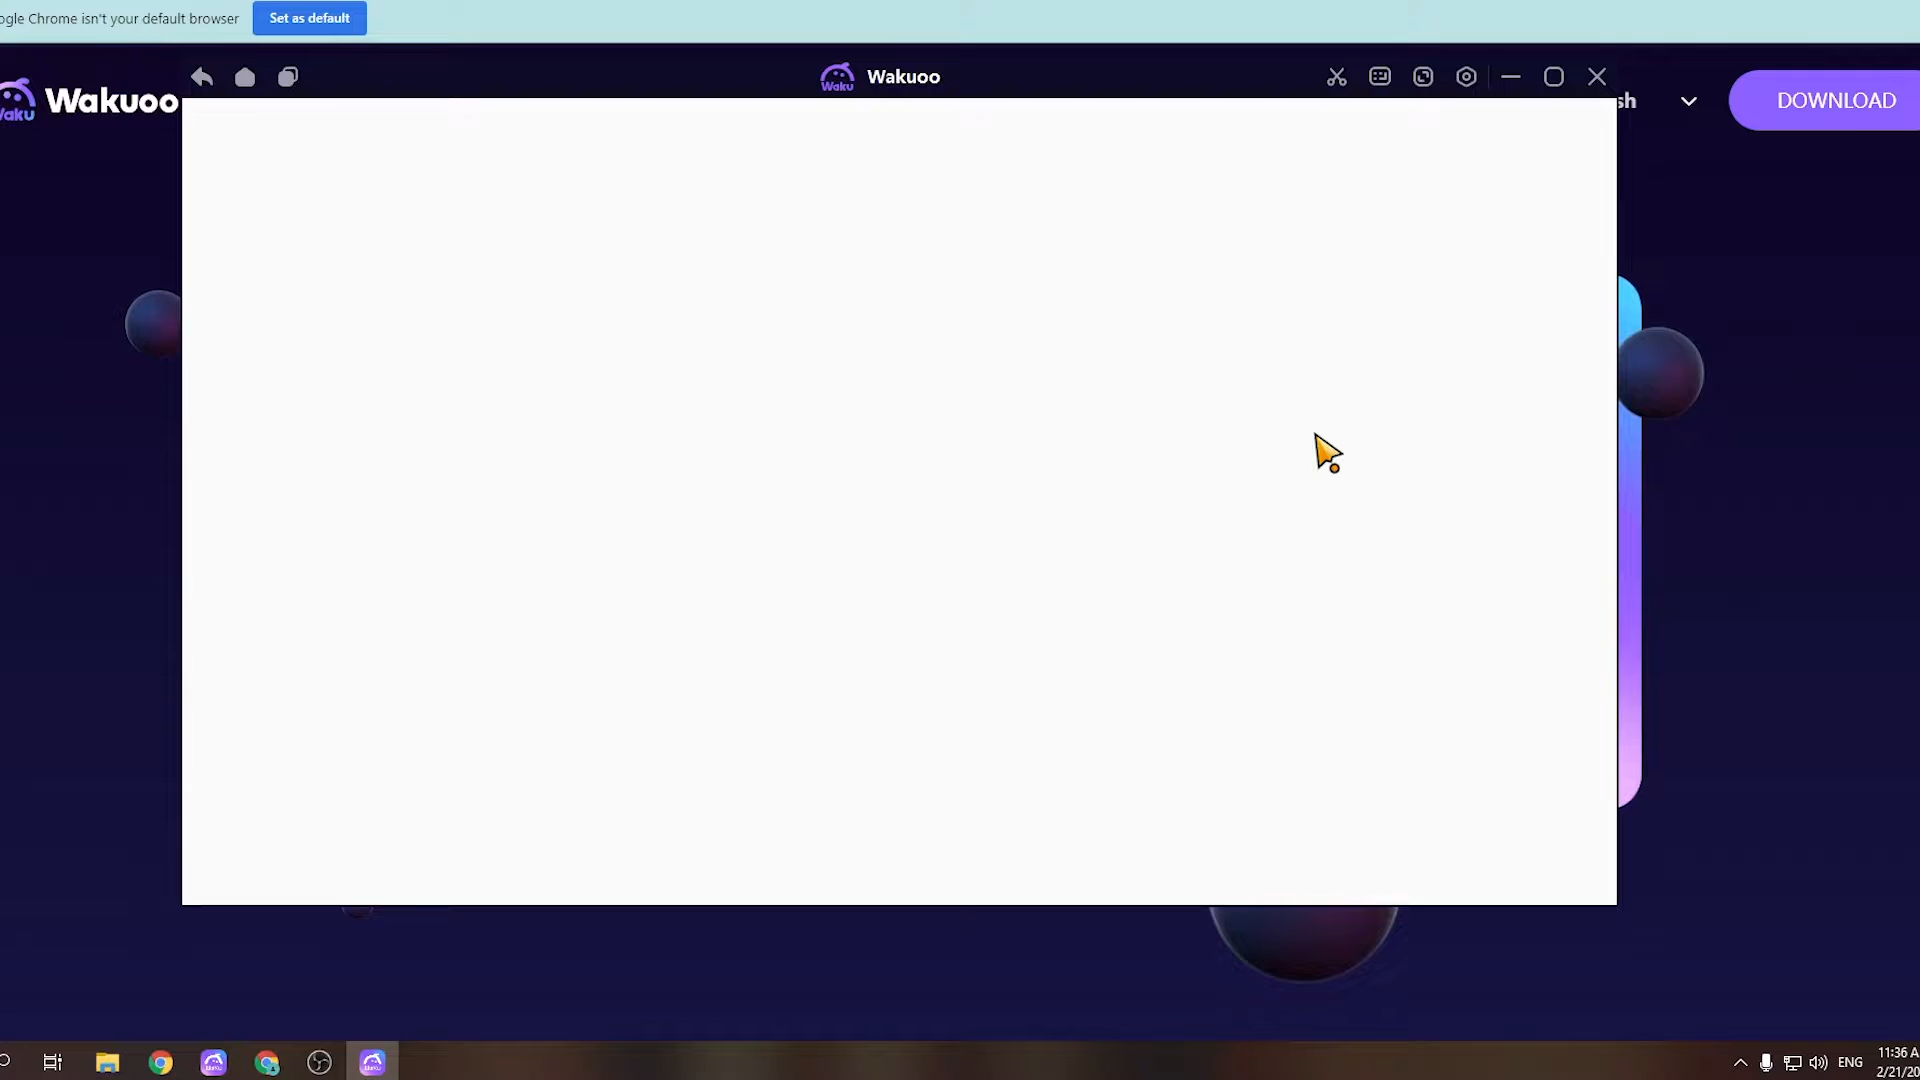 ogle Chrome isn't your default browser
Set as default
Wakuoo
Waku
Wakuoo
sh
DOWNLOAD
ENG
11:36 A
2/21/20